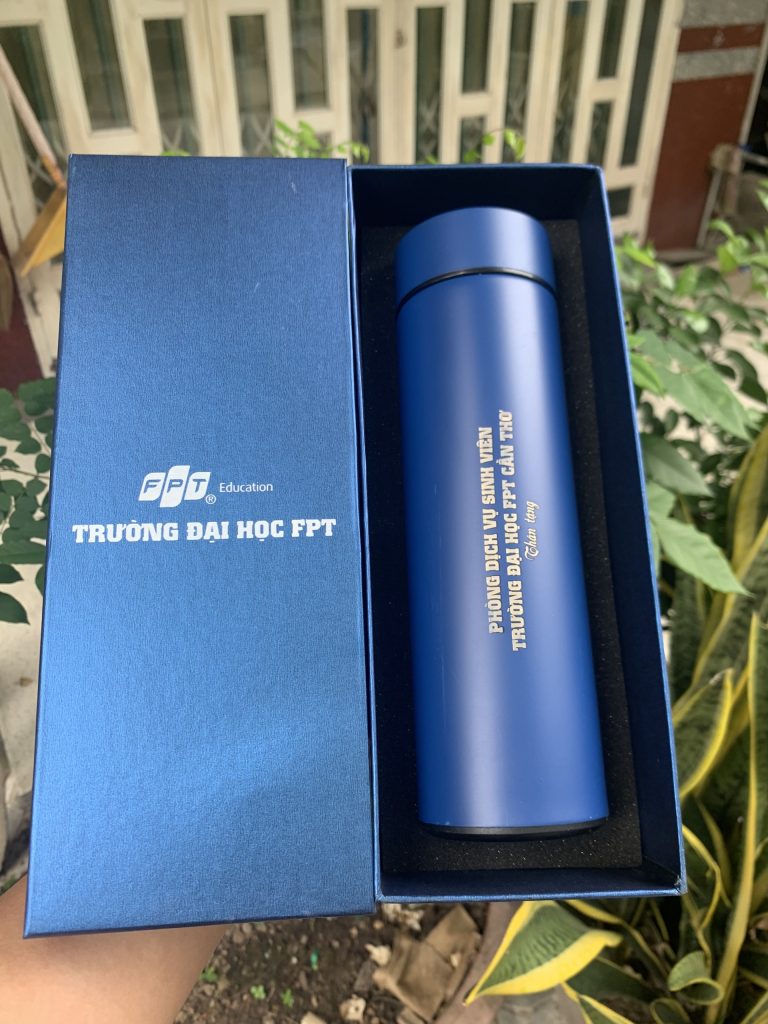 FPT® Education
TRƯỜNG ĐẠI HỌC FPT
PHÒNG DỊCH VỤ SINH VIÊN
TRƯỜNG ĐẠI HỌC FPT CẦN THƠ
Thân tặng